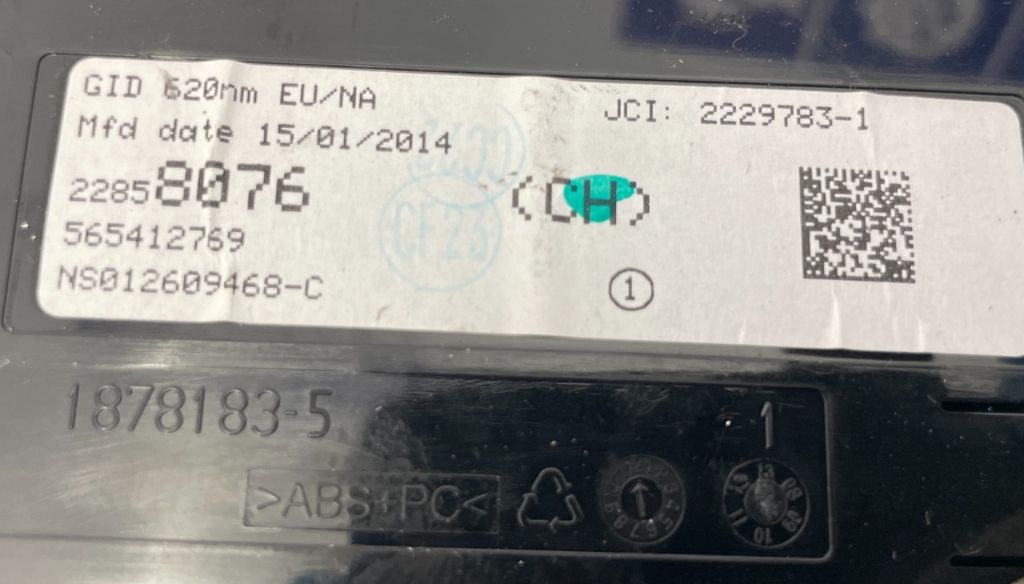 GID 620nm EU/NA
JCI: 2229783-1
Mfd date 15/01/2014
22858076
(CH)
565412769
CF23
NS012609468-C
1
1878183-5
1
>ABS+PC<